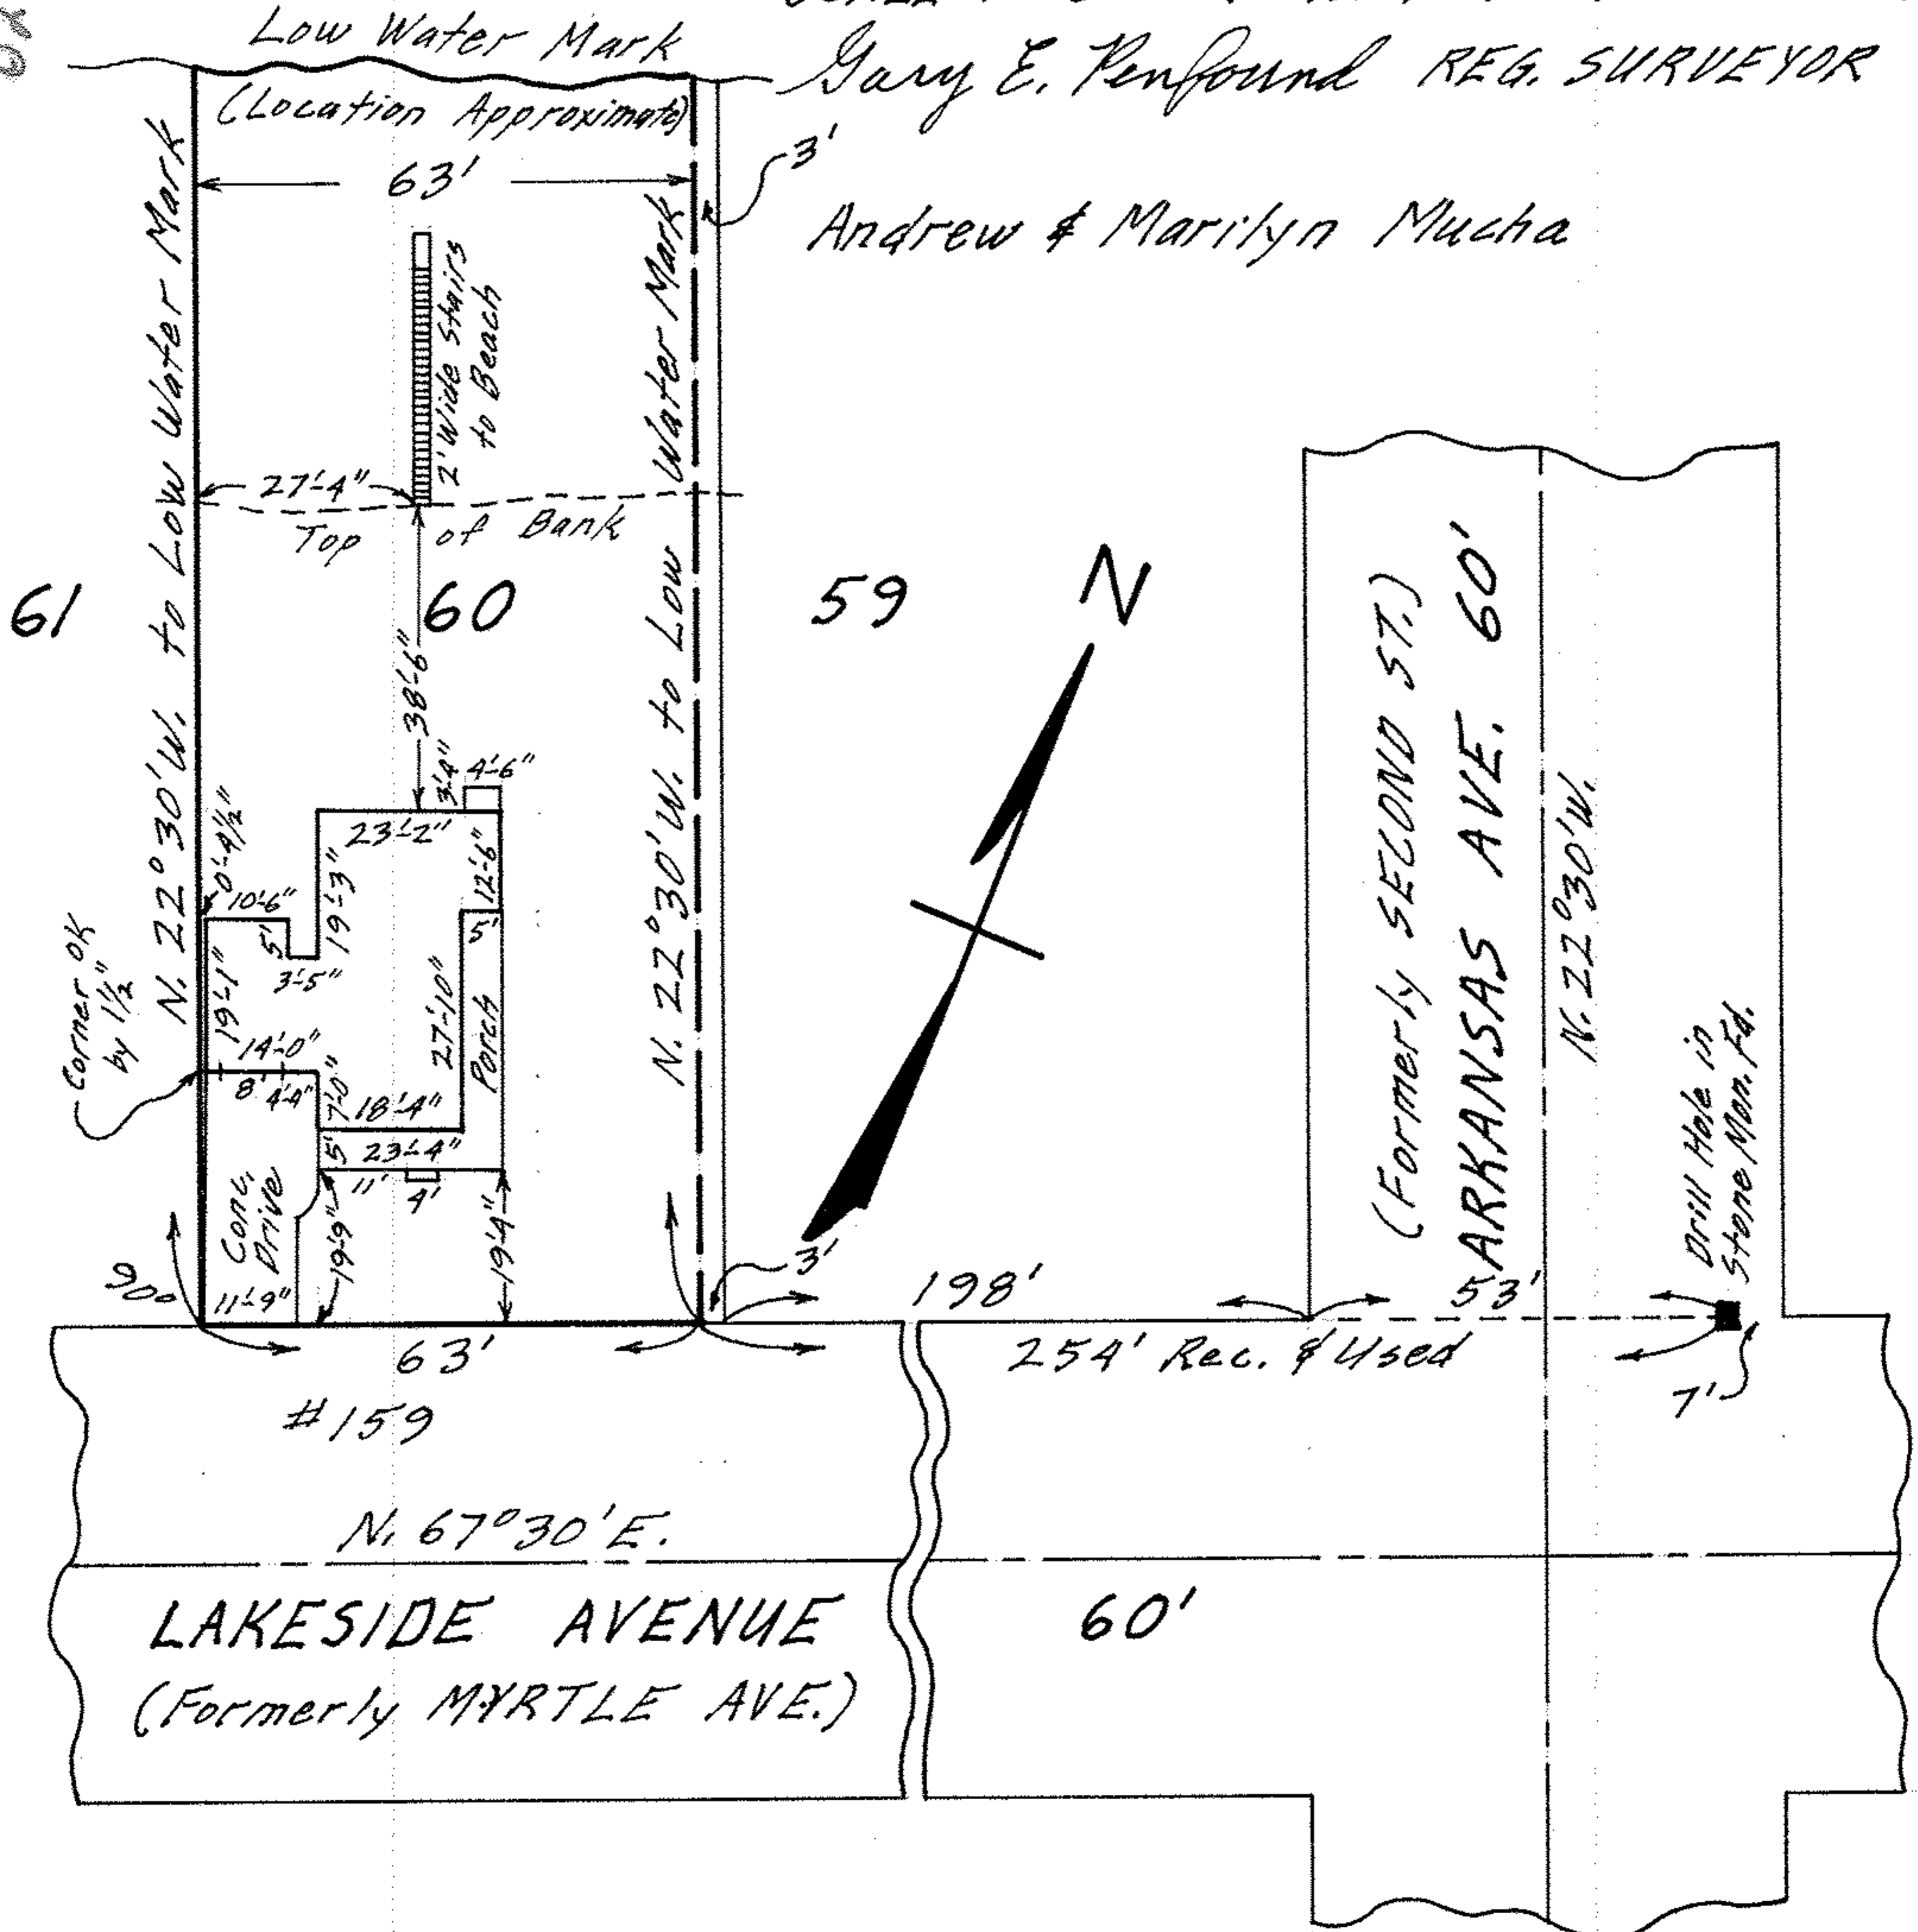 Low Water Mark
Gary E. Penfound REG. SURVEYOR
(Location Approximate)
63'
3'
Andrew & Marilyn Mucha
N. 22°30'W. to Low Water Mark
2' Wide Stairs
to Beach
N. 22°30'W. to Low Water Mark
27'-4"
Top of Bank
61
60
59
N
38'-6"
3'-4"
4'-6"
23'-2"
0'-4½"
10'-6"
19'-3"
12'-6"
5'
5'
3'-5"
Corner OK
by 1½"
19'-1"
27'-10"
Porch
14'-0"
8'
4'-4"
7'-0"
18'-4"
5'
23'-4"
11'
4'
Conc.
Drive
19'-9"
19'-4"
90°
11'-9"
3'
198'
53'
(Formerly SECOND ST.)
ARKANSAS AVE. 60'
N. 22°30'W.
Drill Hole in
Stone Mon. Fd.
63'
254' Rec. & Used
7'
#159
N. 67°30'E.
LAKESIDE AVENUE
60'
(Formerly MYRTLE AVE.)